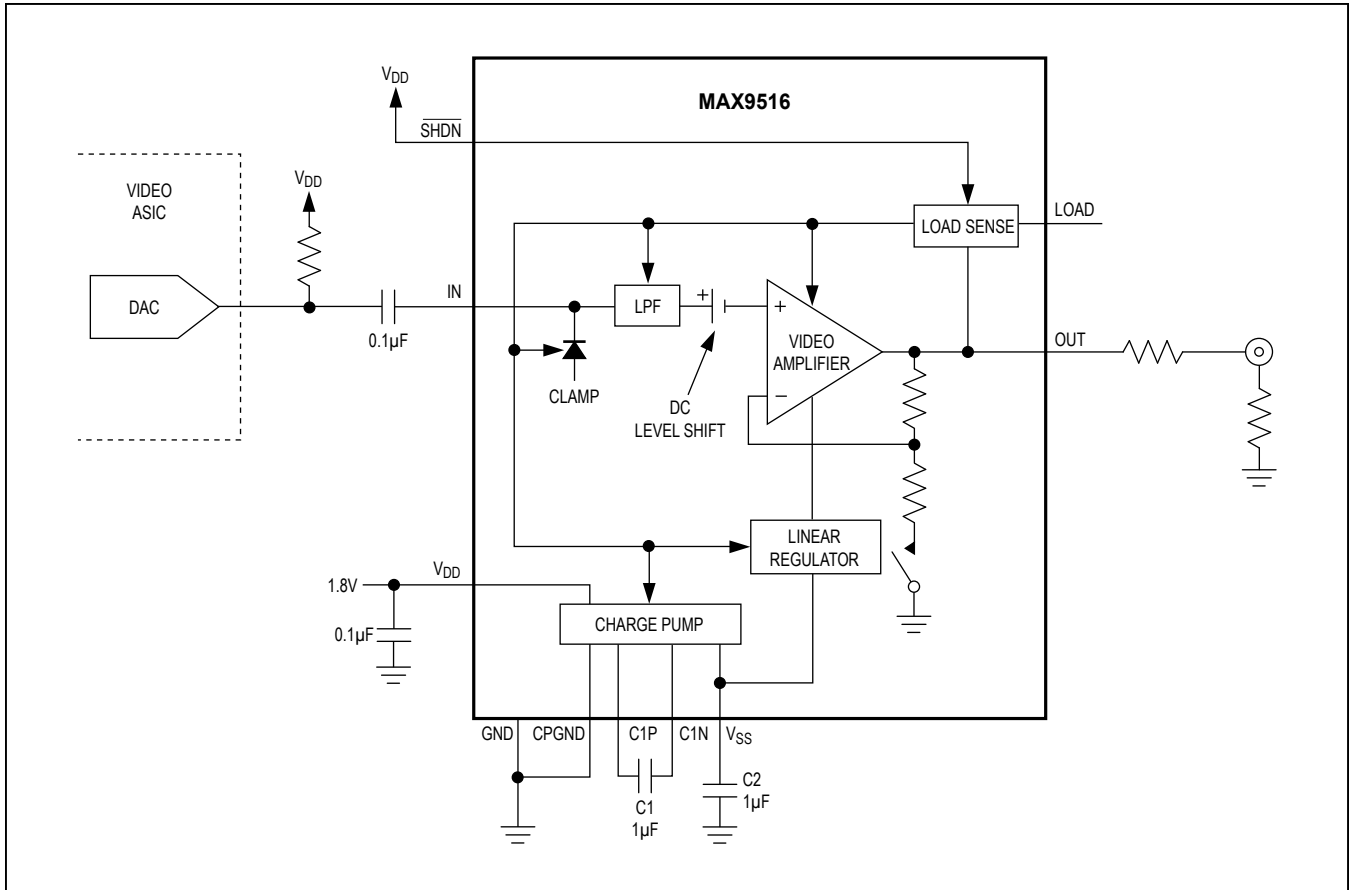 MAX9516
VDD
SHDN
VIDEO
ASIC
VDD
DAC
0.1µF
IN
CLAMP
LPF
+
DC
LEVEL SHIFT
+
−
VIDEO
AMPLIFIER
LOAD SENSE
LOAD
OUT
LINEAR
REGULATOR
1.8V
VDD
0.1µF
CHARGE PUMP
GND
CPGND
C1P
C1N
VSS
C1
1µF
C2
1µF